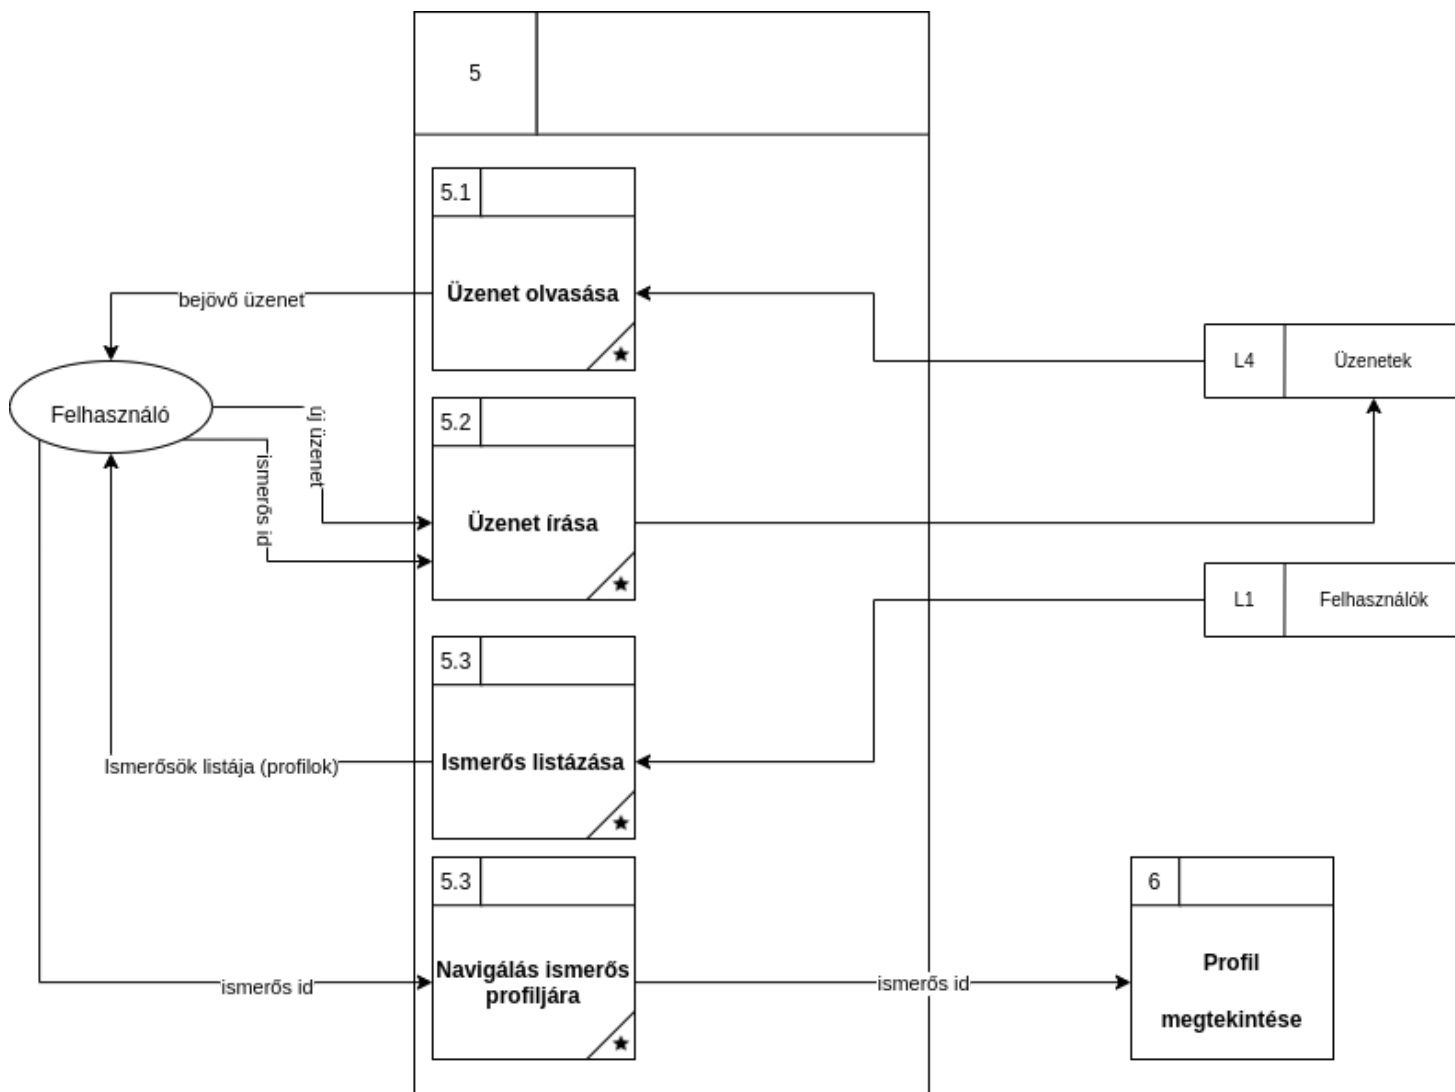 5
5.1
Üzenet olvasása
bejövő üzenet
L4
Üzenetek
Felhasználó
új üzenet
ismerős id
5.2
Üzenet írása
L1
Felhasználók
5.3
Ismerős listázása
Ismerősök listája (profilok)
5.3
Navigálás ismerős
profiljára
ismerős id
ismerős id
6
Profil
megtekintése